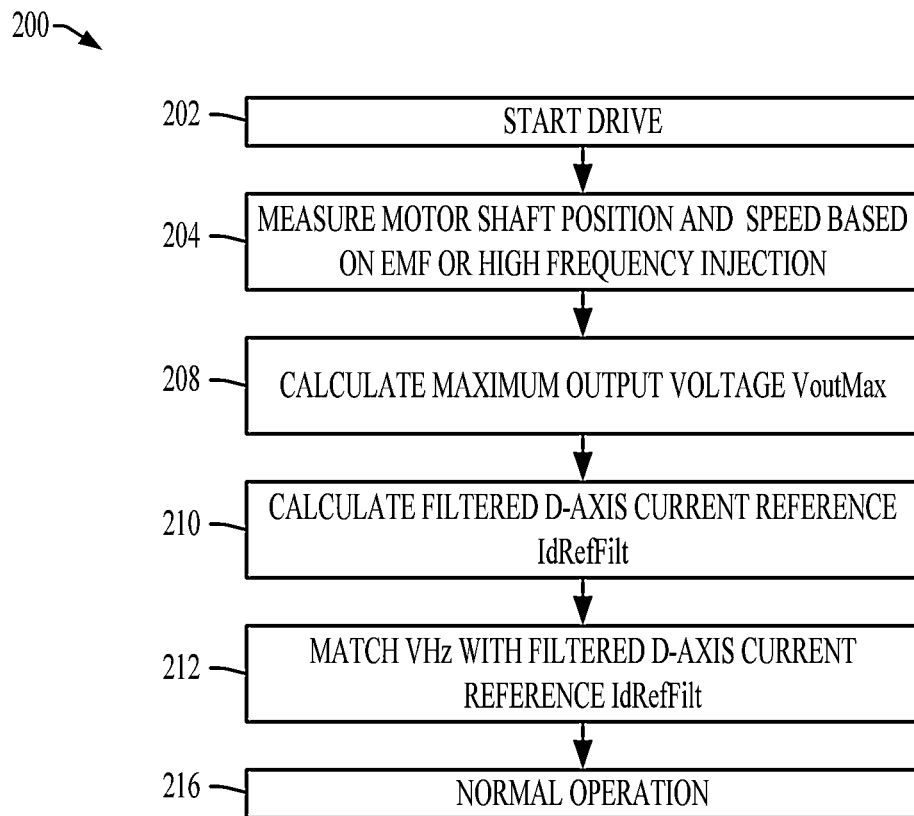 200
202
START DRIVE
204
MEASURE MOTOR SHAFT POSITION AND SPEED BASED
ON EMF OR HIGH FREQUENCY INJECTION
208
CALCULATE MAXIMUM OUTPUT VOLTAGE VoutMax
210
CALCULATE FILTERED D-AXIS CURRENT REFERENCE
IdRefFilt
212
MATCH VHz WITH FILTERED D-AXIS CURRENT
REFERENCE IdRefFilt
216
NORMAL OPERATION